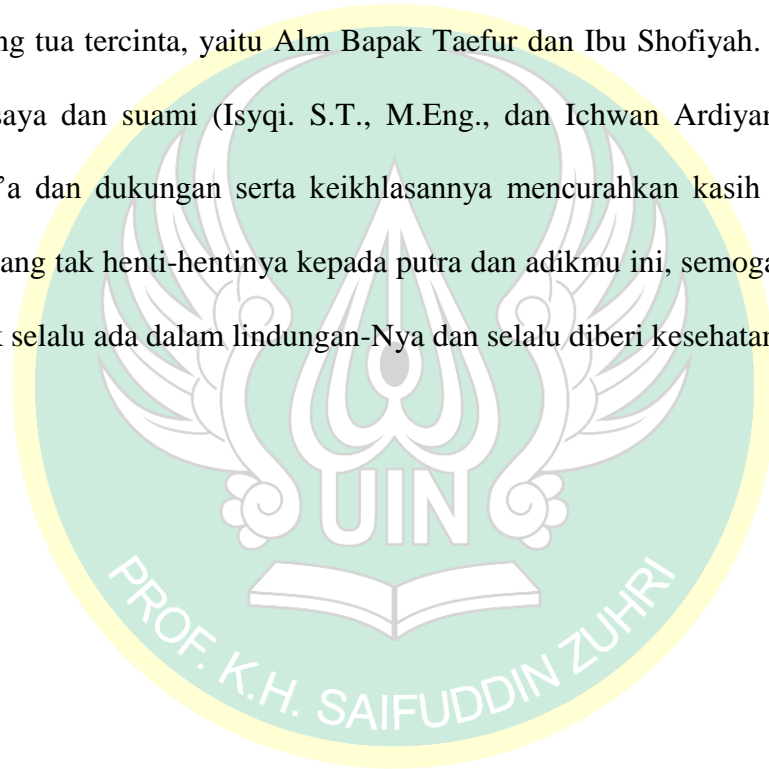 ng tua tercinta, yaitu Alm Bapak Taefur dan Ibu Shofiyah.
saya dan suami (Isyqi. S.T., M.Eng., dan Ichwan Ardiyan
'a dan dukungan serta keikhlasannya mencurahkan kasih
ang tak henti-hentinya kepada putra dan adikmu ini, semoga
k selalu ada dalam lindungan-Nya dan selalu diberi kesehatan
UIN
PROF. K.H. SAIFUDDIN ZUHRI